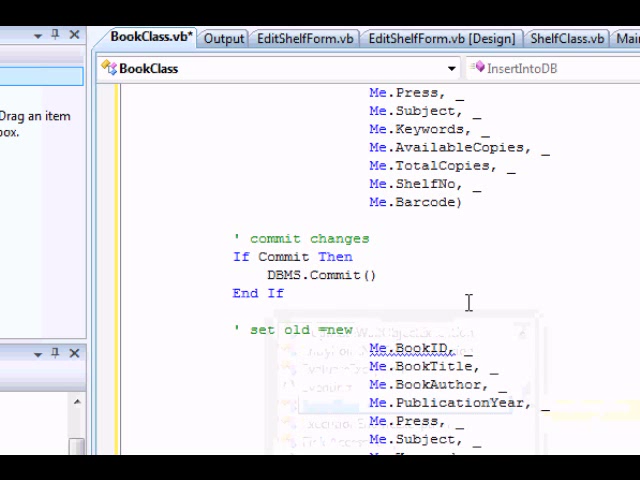 BookClass.vb* Output EditShelfForm.vb EditShelfForm.vb [Design] ShelfClass.vb Mai
BookClass InsertIntoDB
Drag an item
ox.
Me.Press, _
Me.Subject, _
Me.Keywords, _
Me.AvailableCopies, _
Me.TotalCopies, _
Me.ShelfNo, _
Me.Barcode)
' commit changes
If Commit Then
DBMS.Commit()
End If
' set old =new
Me.BookID, _
Me.BookTitle, _
Me.BookAuthor, _
Me.PublicationYear, _
Me.Press, _
Me.Subject, _